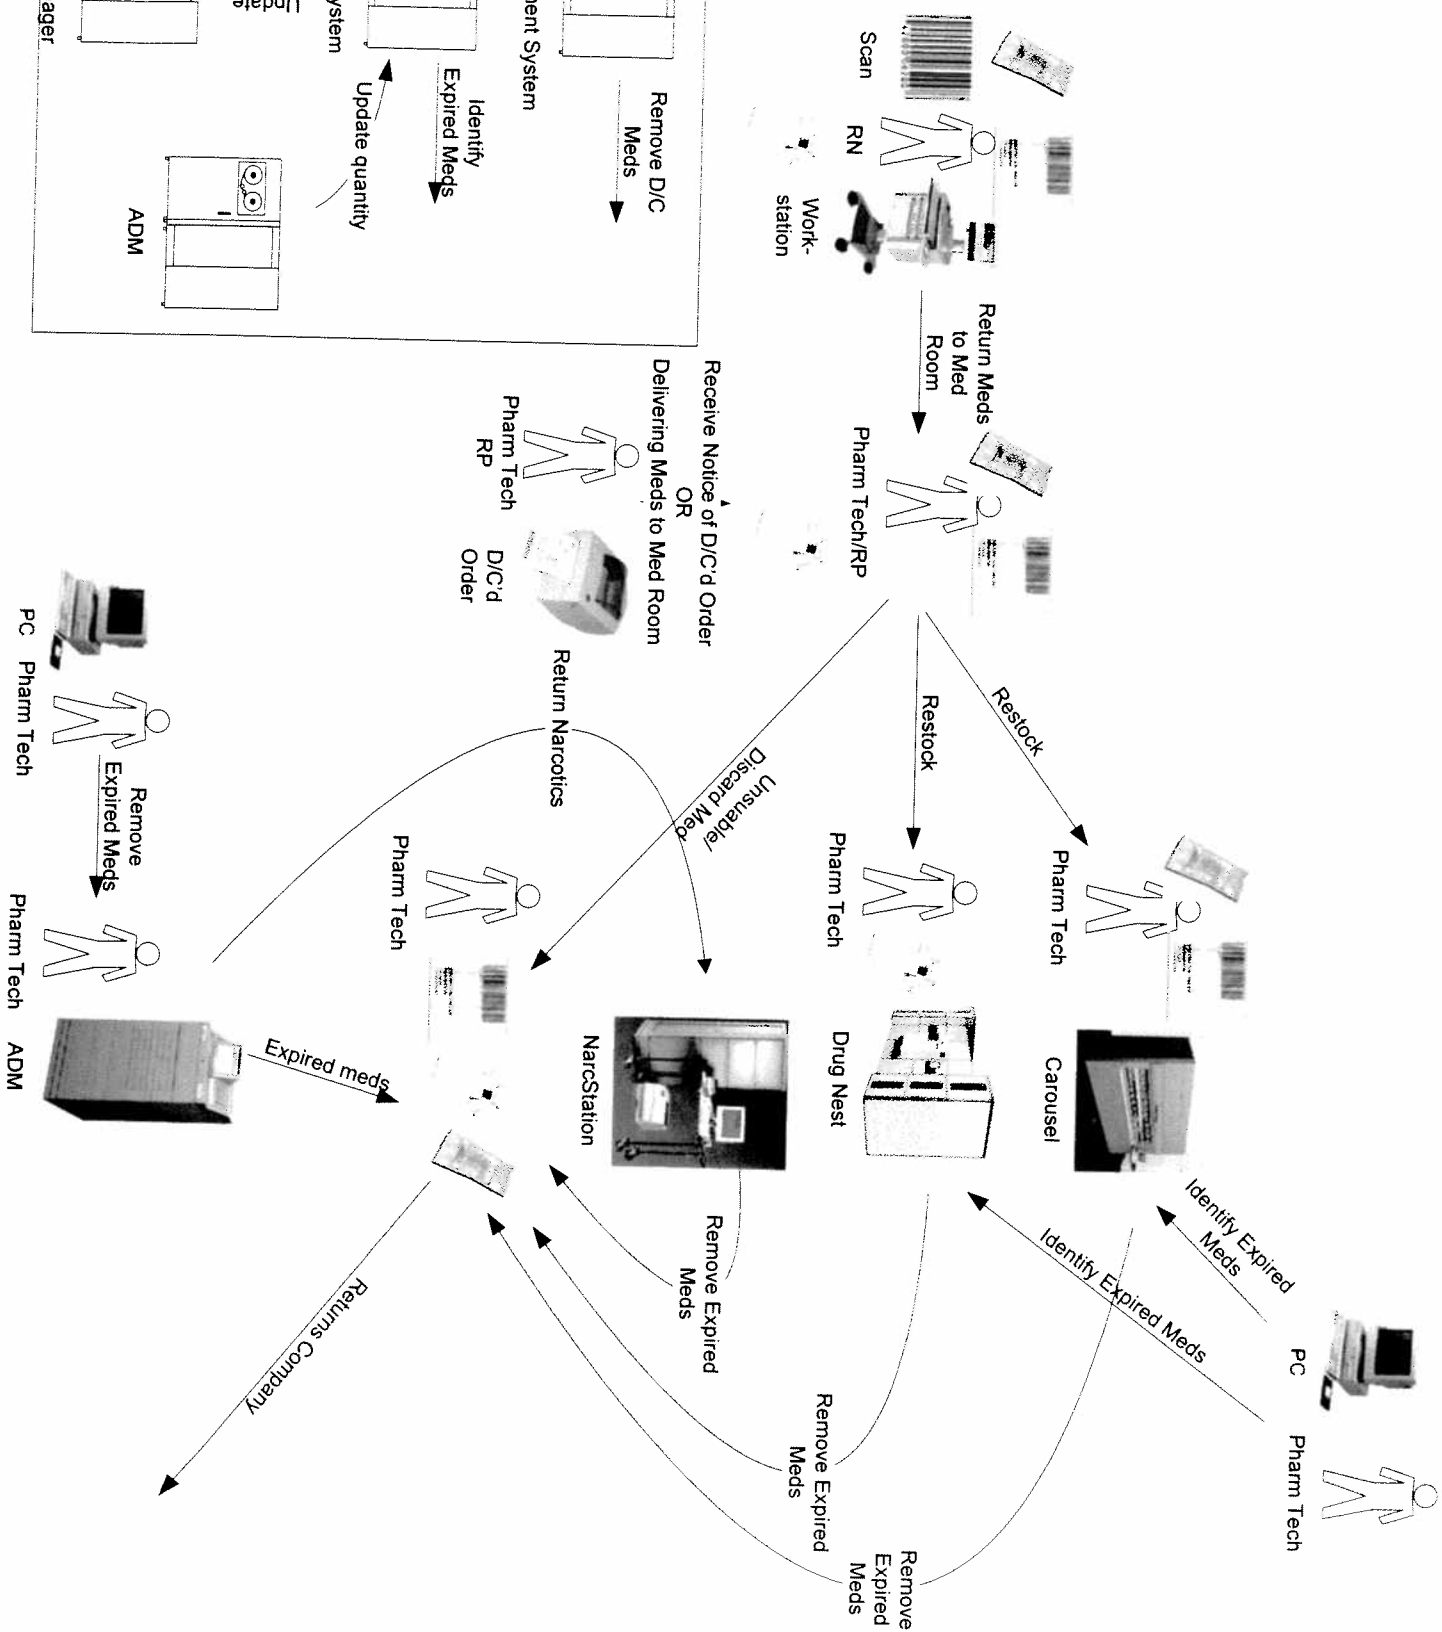 Scan
RN
Work-
station
Return Meds
to Med
Room
Pharm Tech/RP
Restock
Restock
Unsuable/
Discard Med
Pharm Tech
Carousel
Identify Expired
Meds
PC
Pharm Tech
Pharm Tech
Drug Nest
Identify Expired Meds
Remove
Expired
Meds
Remove Expired
Meds
NarcStation
Remove Expired
Meds
ment System
Remove D/C
Meds
Receive Notice of D/C'd Order
OR
Delivering Meds to Med Room
Pharm Tech
RP
D/C'd
Order
Return Narcotics
Pharm Tech
Returns Company
ystem
Identify
Expired Meds
Update quantity
Update
ager
ADM
PC
Pharm Tech
Remove
Expired Meds
Pharm Tech
ADM
Expired meds